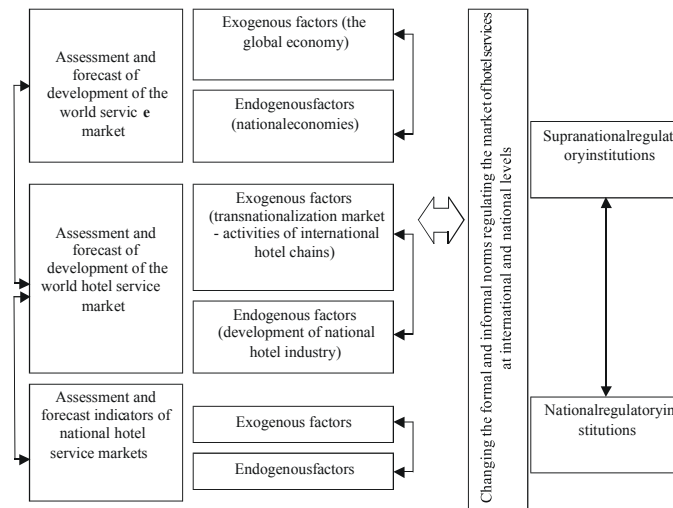 Assessment and
forecast of
development of the
world servic e
market
Exogenous factors (the
global economy)
Endogenousfactors
(nationaleconomies)
Assessment and
forecast of
development of the
world hotel service
market
Exogenous factors
(transnationalization market
- activities of international
hotel chains)
Endogenous factors
(development of national
hotel industry)
Assessment and
forecast indicators of
national hotel
service markets
Exogenous factors
Endogenousfactors
Changing the formal and informal norms regulating the market of hotel services
at international and national levels
Supranationalregulat
oryinstitutions
Nationalregulatoryin
stitutions